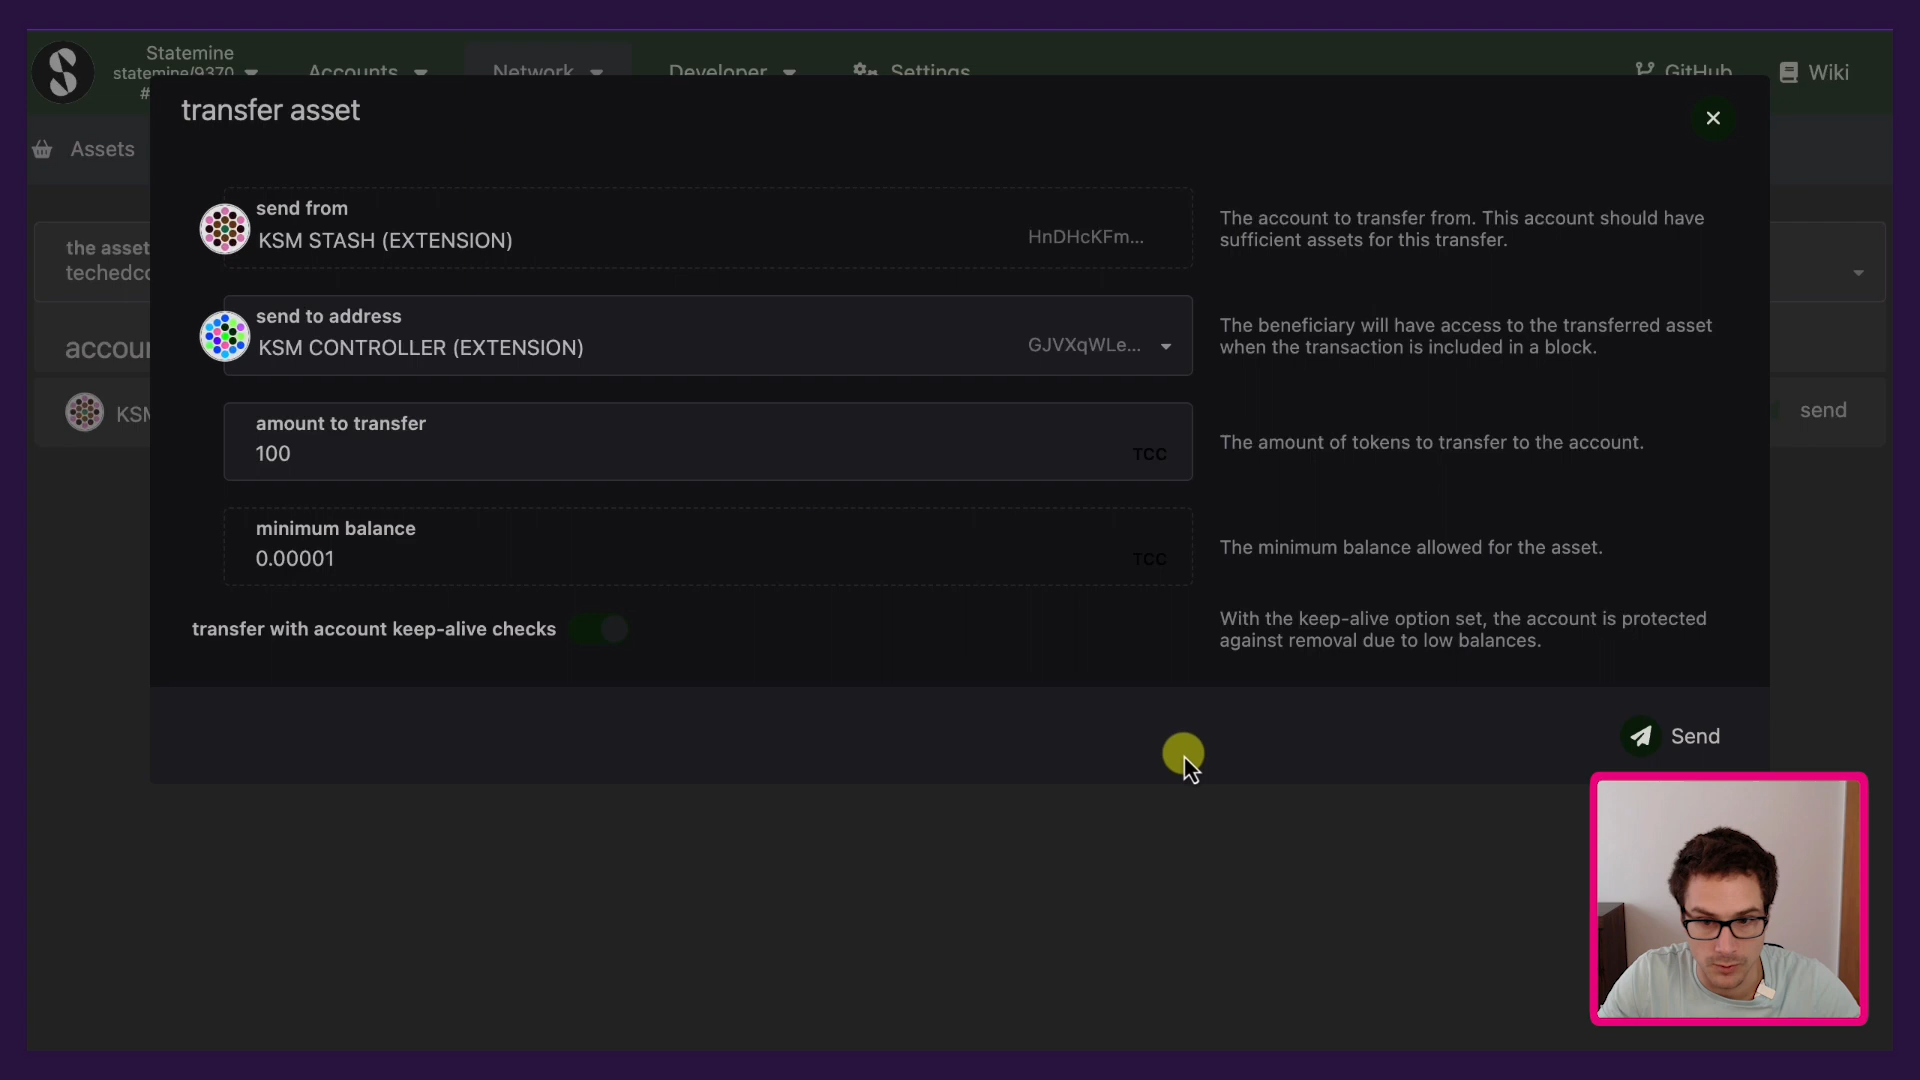 Statemine
statemine/9370
#
Accounts
Network
Developer
Settings
GitHub
Wiki
transfer asset
Assets
send from
KSM STASH (EXTENSION)
HnDHcKFm...
The account to transfer from. This account should have
sufficient assets for this transfer.
the asset
techedco
send to address
KSM CONTROLLER (EXTENSION)
GJVXqWLe...
The beneficiary will have access to the transferred asset
when the transaction is included in a block.
accour
KSM
send
amount to transfer
100
TCC
The amount of tokens to transfer to the account.
minimum balance
0.00001
TCC
The minimum balance allowed for the asset.
transfer with account keep-alive checks
With the keep-alive option set, the account is protected
against removal due to low balances.
Send